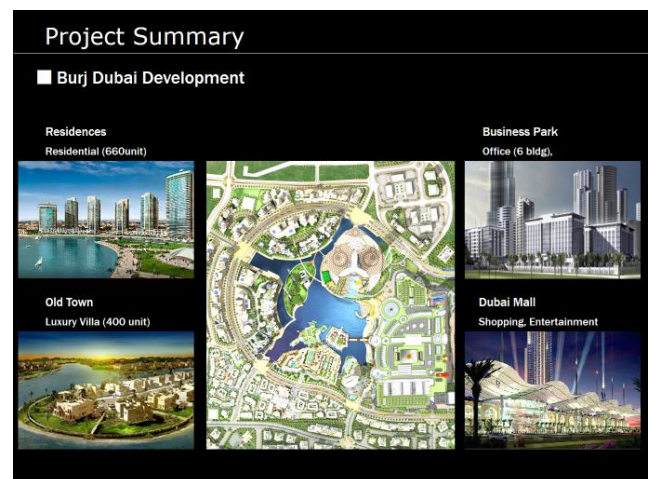 Project Summary
Burj Dubai Development
Residences
Residential (660unit)
Business Park
Office (6 bldg),
Old Town
Luxury Villa (400 unit)
Dubai Mall
Shopping, Entertainment